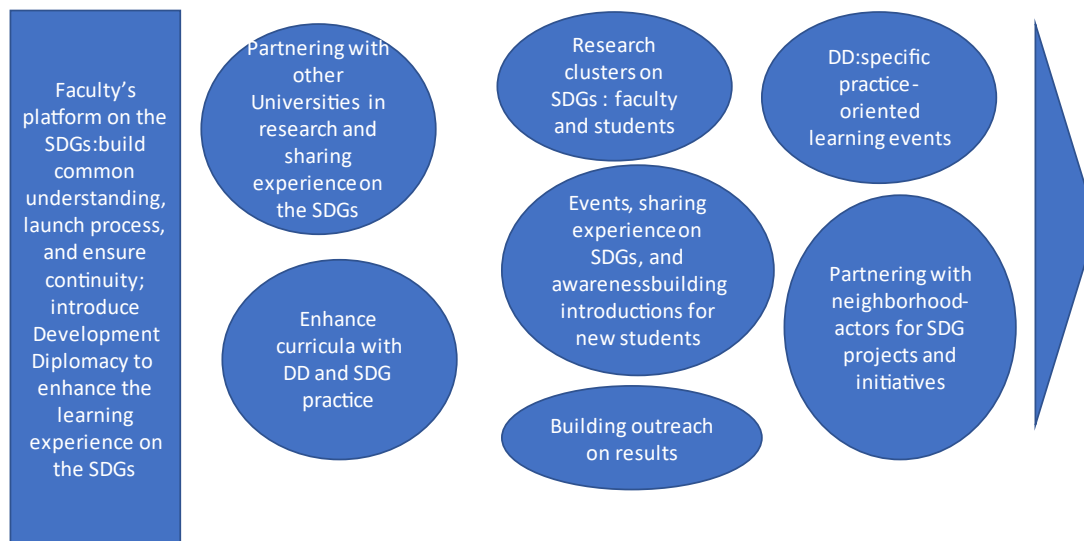 Faculty's
platform on the
SDGs:build
common
understanding,
launch process,
and ensure
continuity;
introduce
Development
Diplomacy to
enhance the
learning
experience on
the SDGs
Partnering with
other
Universities in
research and
sharing
experience on
the SDGs
Enhance
curricula with
DD and SDG
practice
Research
clusters on
SDGs : faculty
and students
Events, sharing
experience on
SDGs, and
awarenessbuilding
introductions for
new students
Building outreach
on results
DD:specific
practice-
oriented
learning events
Partnering with
neighborhood-
actors for SDG
projects and
initiatives